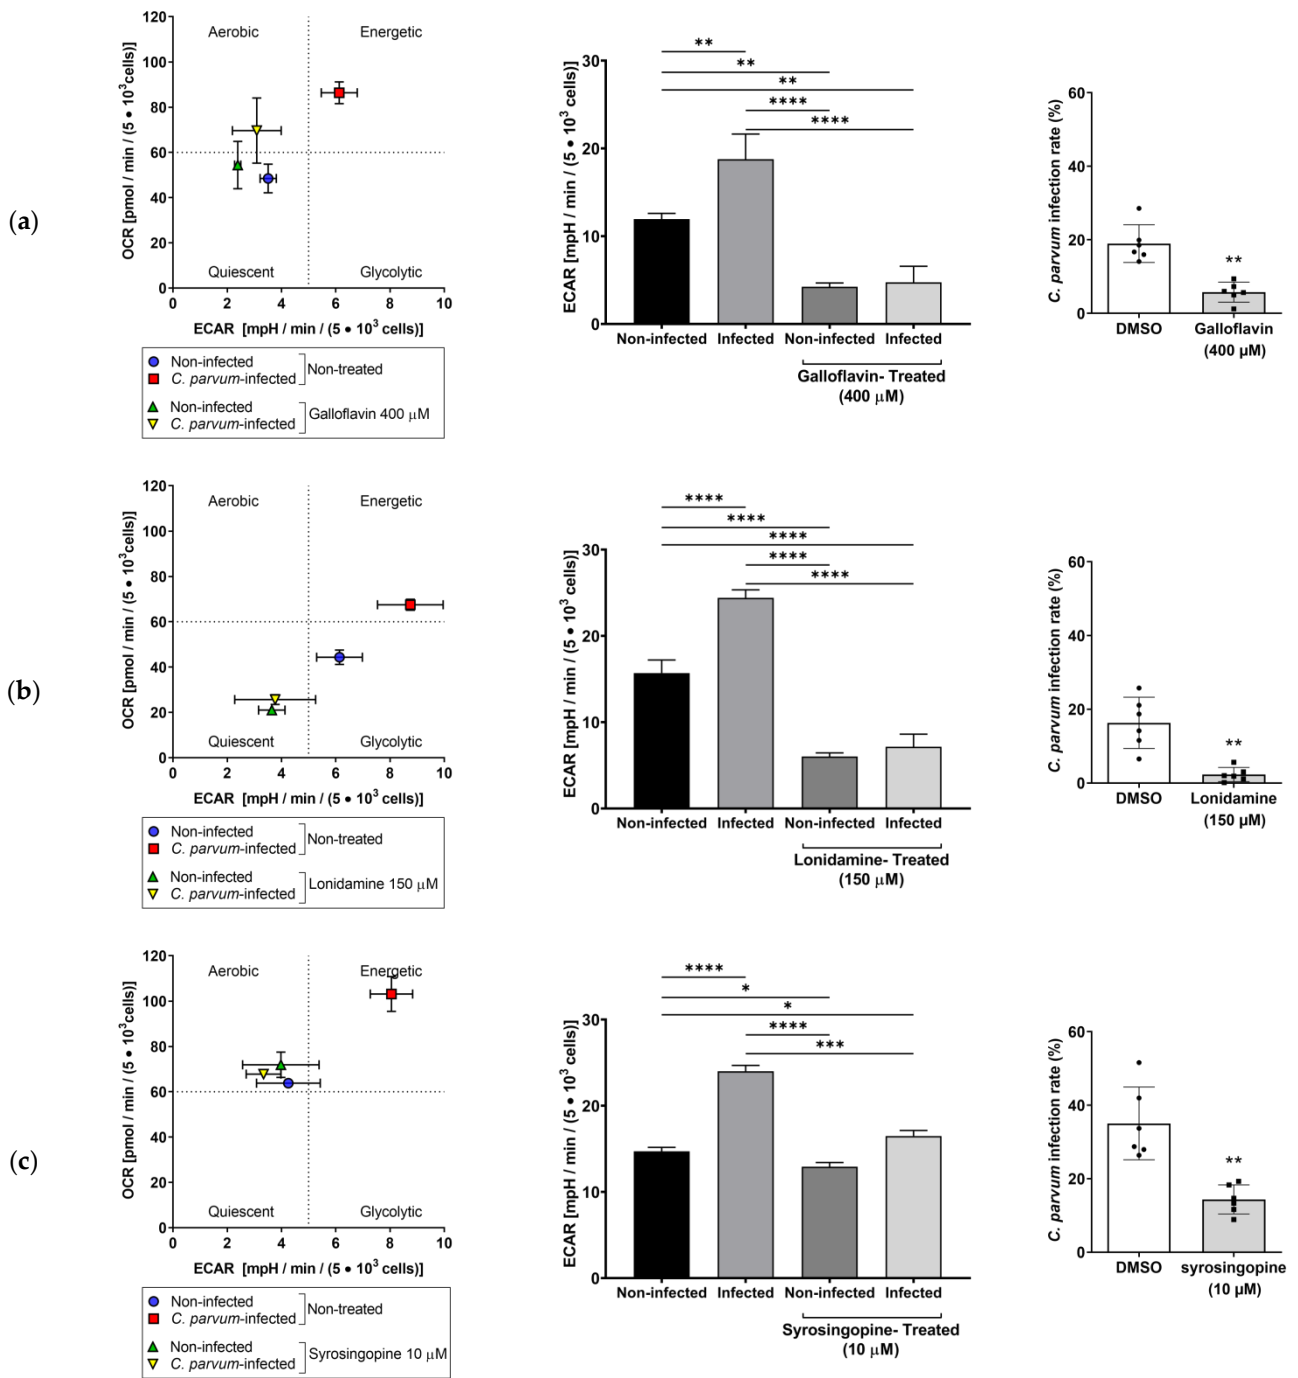 (a)
OCR [pmol / min / (5 • 10³cells)]
120
100
80
60
40
20
0
Aerobic Energetic
Quiescent Glycolytic
0 2 4 6 8 10
ECAR [mpH / min / (5 • 10³ cells)]
Non-infected
C. parvum-infected
Non-treated
Non-infected
C. parvum-infected
Galloflavin 400 μM
ECAR [mpH / min / (5 • 10³ cells)]
30
20
10
0
**
**
**
****
****
Non-infected Infected Non-infected Infected
Galloflavin- Treated
(400 μM)
C. parvum infection rate (%)
60
40
20
0
**
DMSO Galloflavin
(400 μM)
(b)
OCR [pmol / min / (5 • 10³cells)]
120
100
80
60
40
20
0
Aerobic Energetic
Quiescent Glycolytic
0 2 4 6 8 10
ECAR [mpH / min / (5 • 10³ cells)]
Non-infected
C. parvum-infected
Non-treated
Non-infected
C. parvum-infected
Lonidamine 150 μM
ECAR [mpH / min / (5 • 10³ cells)]
30
20
10
0
****
****
****
****
****
Non-infected Infected Non-infected Infected
Lonidamine- Treated
(150 μM)
C. parvum infection rate (%)
60
40
20
0
**
DMSO Lonidamine
(150 μM)
(c)
OCR [pmol / min / (5 • 10³cells)]
120
100
80
60
40
20
0
Aerobic Energetic
Quiescent Glycolytic
0 2 4 6 8 10
ECAR [mpH / min / (5 • 10³ cells)]
Non-infected
C. parvum-infected
Non-treated
Non-infected
C. parvum-infected
Syrosingopine 10 μM
ECAR [mpH / min / (5 • 10³ cells)]
30
20
10
0
****
*
*
****
***
Non-infected Infected Non-infected Infected
Syrosingopine- Treated
(10 μM)
C. parvum infection rate (%)
60
40
20
0
**
DMSO syrosingopine
(10 μM)